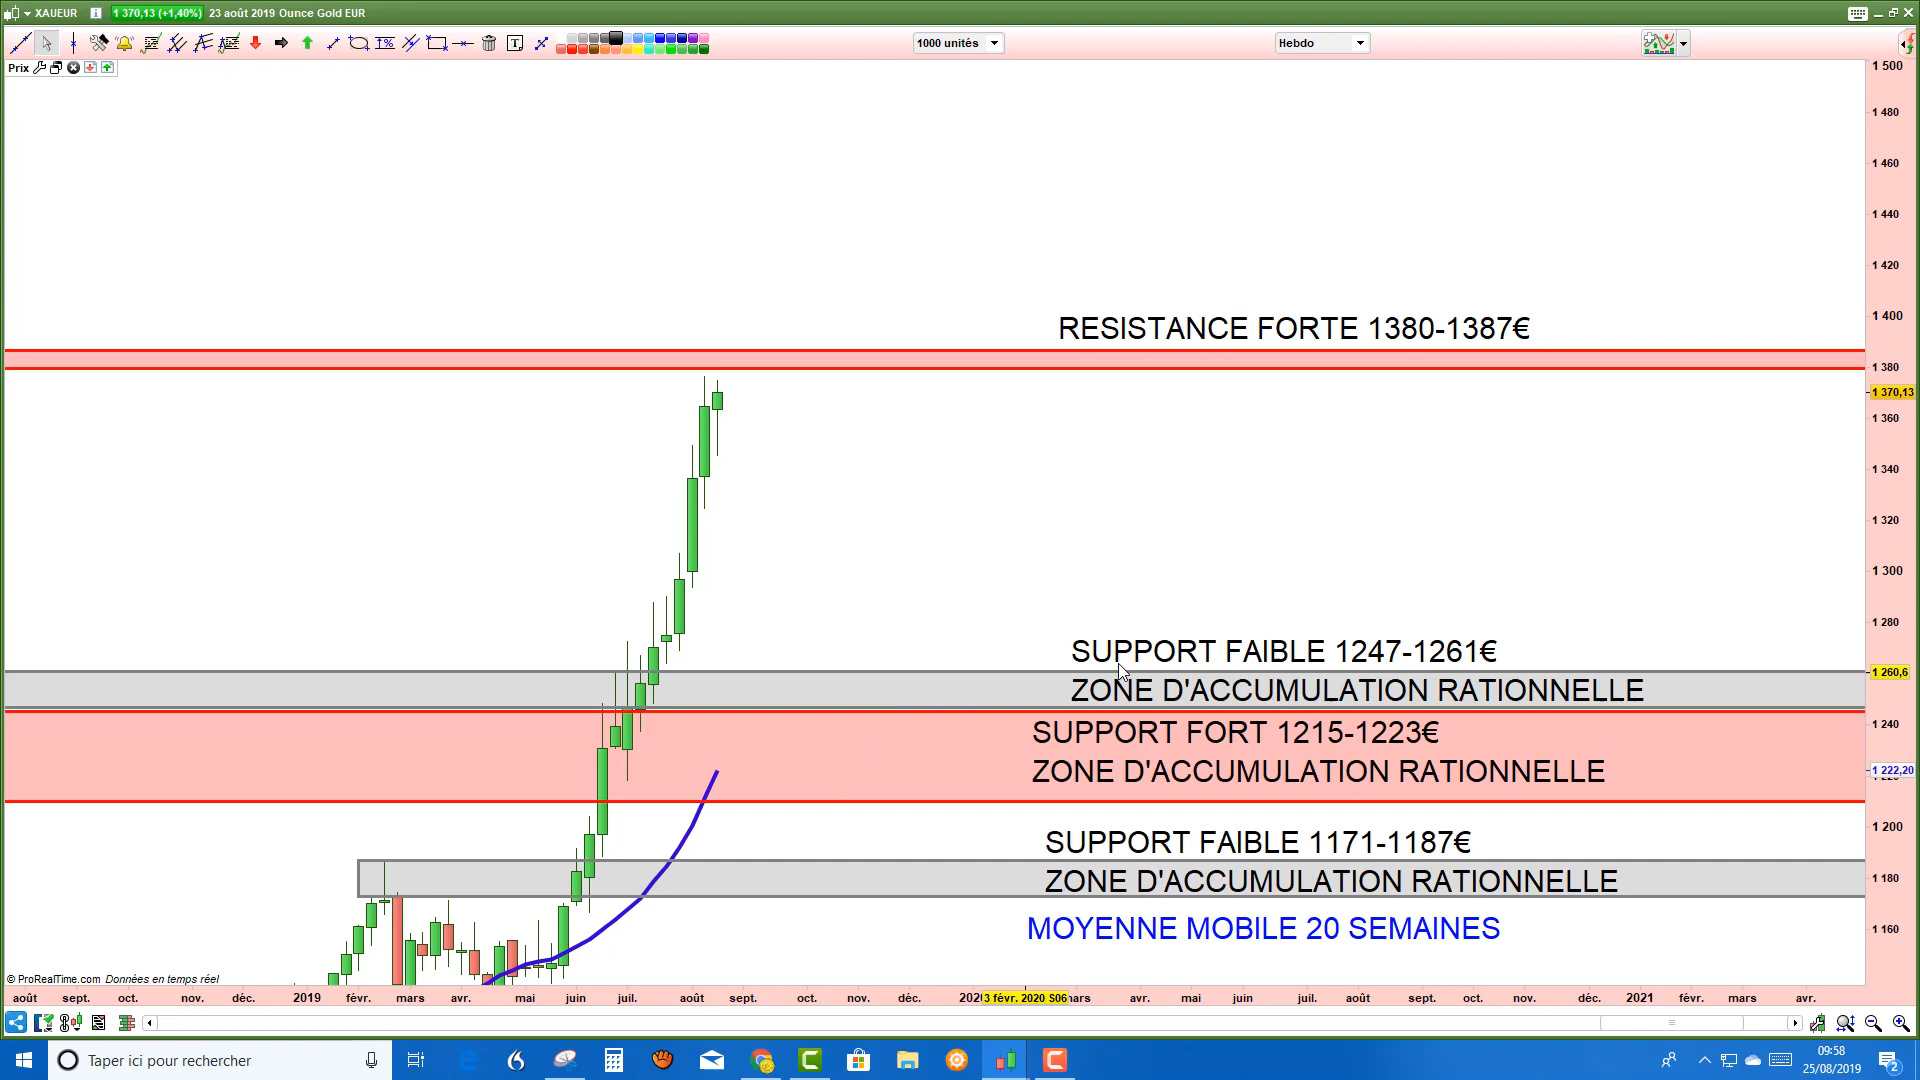 XAUEUR 1 370,13 (+1,40%) 23 août 2019 Ounce Gold EUR
1000 unités
Hebdo
Prix
1 500
1 480
1 460
1 440
1 420
RESISTANCE FORTE 1380-1387€
1 400
1 380
1 370,13
1 360
1 340
1 320
1 300
1 280
SUPPORT FAIBLE 1247-1261€
1 260,6
ZONE D'ACCUMULATION RATIONNELLE
SUPPORT FORT 1215-1223€
1 240
ZONE D'ACCUMULATION RATIONNELLE
1 222,20
SUPPORT FAIBLE 1171-1187€
1 200
ZONE D'ACCUMULATION RATIONNELLE
1 180
MOYENNE MOBILE 20 SEMAINES
1 160
© ProRealTime.com Données en temps réel
août sept. oct. nov. déc. 2019 févr. mars avr. mai juin juil. août sept. oct. nov. déc. 3 févr. 2020 S06 avr. mai juin juil. août sept. oct. nov. déc. 2021 févr. mars avr.
Taper ici pour rechercher
09:58
25/08/2019
2